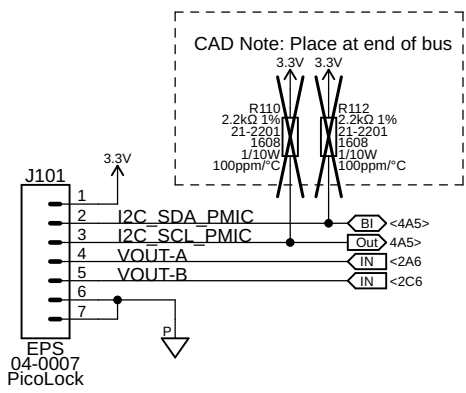 CAD Note: Place at end of bus
3.3V 3.3V
R110
2.2kΩ 1%
21-2201
1608
1/10W
100ppm/°C
R112
2.2kΩ 1%
21-2201
1608
1/10W
100ppm/°C
3.3V
J101
1
2 I2C_SDA_PMIC BI <4A5>
3 I2C_SCL_PMIC Out 4A5>
4 VOUT-A IN <2A6
5 VOUT-B IN <2C6
6
7
P
EPS
04-0007
PicoLock